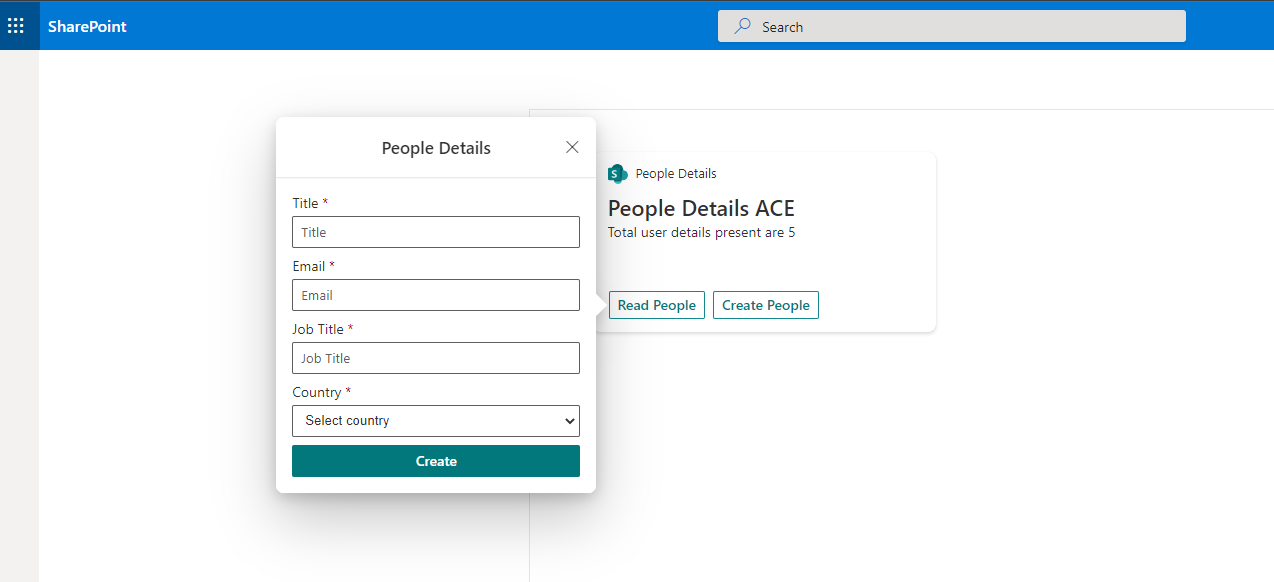 SharePoint
Search
People Details
Title *
Title
Email *
Email
Job Title *
Job Title
Country *
Select country
Create
S People Details
People Details ACE
Total user details present are 5
Read People Create People